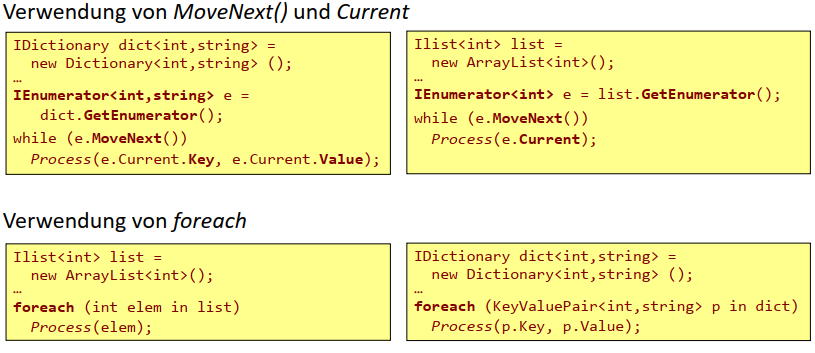 Verwendung von MoveNext() und Current
IDictionary dict<int,string> =
new Dictionary<int,string> ();
…
IEnumerator<int,string> e =
dict.GetEnumerator();
while (e.MoveNext())
Process(e.Current.Key, e.Current.Value);
Ilist<int> list =
new ArrayList<int>();
…
IEnumerator<int> e = list.GetEnumerator();
while (e.MoveNext())
Process(e.Current);
Verwendung von foreach
Ilist<int> list =
new ArrayList<int>();
…
foreach (int elem in list)
Process(elem);
IDictionary dict<int,string> =
new Dictionary<int,string> ();
…
foreach (KeyValuePair<int,string> p in dict)
Process(p.Key, p.Value);